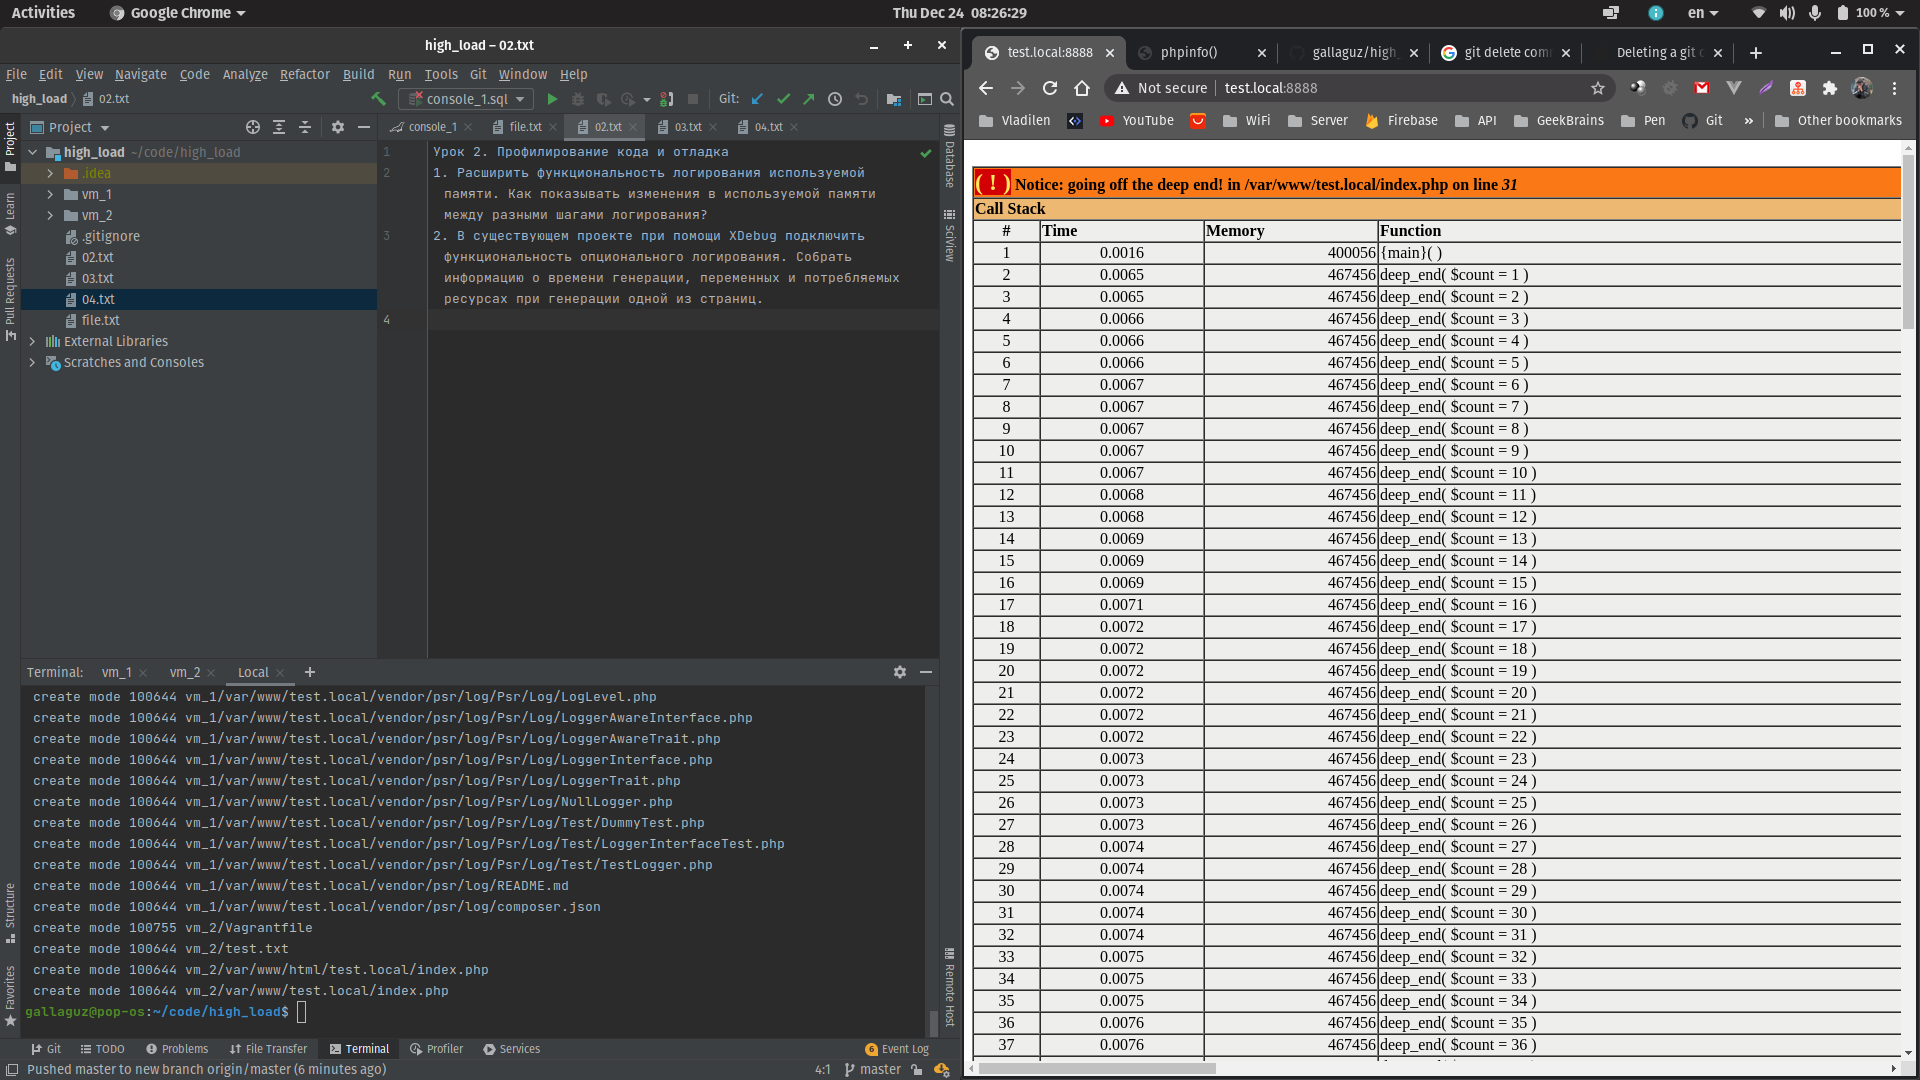 Activities
Google Chrome
Thu Dec 24  08:26:29
en
100 %
high_load – 02.txt
File Edit View Navigate Code Analyze Refactor Build Run Tools Git Window Help
high_load 02.txt
console_1.sql
Git:
Project
console_1 file.txt 02.txt 03.txt 04.txt
high_load ~/code/high_load
.idea
vm_1
vm_2
.gitignore
02.txt
03.txt
04.txt
file.txt
External Libraries
Scratches and Consoles
Project
Learn
Pull Requests
Structure
Favorites
1 Урок 2. Профилирование кода и отладка
2 1. Расширить функциональность логирования используемой
памяти. Как показывать изменения в используемой памяти
между разными шагами логирования?
3 2. В существующем проекте при помощи XDebug подключить
функциональность опционального логирования. Собрать
информацию о времени генерации, переменных и потребляемых
ресурсах при генерации одной из страниц.
4
Database
SciView
Remote Host
Terminal: vm_1 vm_2 Local
create mode 100644 vm_1/var/www/test.local/vendor/psr/log/Psr/Log/LogLevel.php
create mode 100644 vm_1/var/www/test.local/vendor/psr/log/Psr/Log/LoggerAwareInterface.php
create mode 100644 vm_1/var/www/test.local/vendor/psr/log/Psr/Log/LoggerAwareTrait.php
create mode 100644 vm_1/var/www/test.local/vendor/psr/log/Psr/Log/LoggerInterface.php
create mode 100644 vm_1/var/www/test.local/vendor/psr/log/Psr/Log/LoggerTrait.php
create mode 100644 vm_1/var/www/test.local/vendor/psr/log/Psr/Log/NullLogger.php
create mode 100644 vm_1/var/www/test.local/vendor/psr/log/Psr/Log/Test/DummyTest.php
create mode 100644 vm_1/var/www/test.local/vendor/psr/log/Psr/Log/Test/LoggerInterfaceTest.php
create mode 100644 vm_1/var/www/test.local/vendor/psr/log/Psr/Log/Test/TestLogger.php
create mode 100644 vm_1/var/www/test.local/vendor/psr/log/README.md
create mode 100644 vm_1/var/www/test.local/vendor/psr/log/composer.json
create mode 100755 vm_2/Vagrantfile
create mode 100644 vm_2/test.txt
create mode 100644 vm_2/var/www/html/test.local/index.php
create mode 100644 vm_2/var/www/test.local/index.php
gallaguz@pop-os:~/code/high_load$
Git TODO Problems File Transfer Terminal Profiler Services
6 Event Log
Pushed master to new branch origin/master (6 minutes ago)
4:1 master
test.local:8888 phpinfo() gallaguz/high_ git delete com Deleting a git c
Not secure test.local:8888
Vladilen YouTube WiFi Server Firebase API GeekBrains Pen Git » Other bookmarks
( ! ) Notice: going off the deep end! in /var/www/test.local/index.php on line 31
Call Stack
# Time Memory Function
1 0.0016 400056 {main}( )
2 0.0065 467456 deep_end( $count = 1 )
3 0.0065 467456 deep_end( $count = 2 )
4 0.0066 467456 deep_end( $count = 3 )
5 0.0066 467456 deep_end( $count = 4 )
6 0.0066 467456 deep_end( $count = 5 )
7 0.0067 467456 deep_end( $count = 6 )
8 0.0067 467456 deep_end( $count = 7 )
9 0.0067 467456 deep_end( $count = 8 )
10 0.0067 467456 deep_end( $count = 9 )
11 0.0067 467456 deep_end( $count = 10 )
12 0.0068 467456 deep_end( $count = 11 )
13 0.0068 467456 deep_end( $count = 12 )
14 0.0069 467456 deep_end( $count = 13 )
15 0.0069 467456 deep_end( $count = 14 )
16 0.0069 467456 deep_end( $count = 15 )
17 0.0071 467456 deep_end( $count = 16 )
18 0.0072 467456 deep_end( $count = 17 )
19 0.0072 467456 deep_end( $count = 18 )
20 0.0072 467456 deep_end( $count = 19 )
21 0.0072 467456 deep_end( $count = 20 )
22 0.0072 467456 deep_end( $count = 21 )
23 0.0072 467456 deep_end( $count = 22 )
24 0.0073 467456 deep_end( $count = 23 )
25 0.0073 467456 deep_end( $count = 24 )
26 0.0073 467456 deep_end( $count = 25 )
27 0.0073 467456 deep_end( $count = 26 )
28 0.0074 467456 deep_end( $count = 27 )
29 0.0074 467456 deep_end( $count = 28 )
30 0.0074 467456 deep_end( $count = 29 )
31 0.0074 467456 deep_end( $count = 30 )
32 0.0074 467456 deep_end( $count = 31 )
33 0.0075 467456 deep_end( $count = 32 )
34 0.0075 467456 deep_end( $count = 33 )
35 0.0075 467456 deep_end( $count = 34 )
36 0.0076 467456 deep_end( $count = 35 )
37 0.0076 467456 deep_end( $count = 36 )